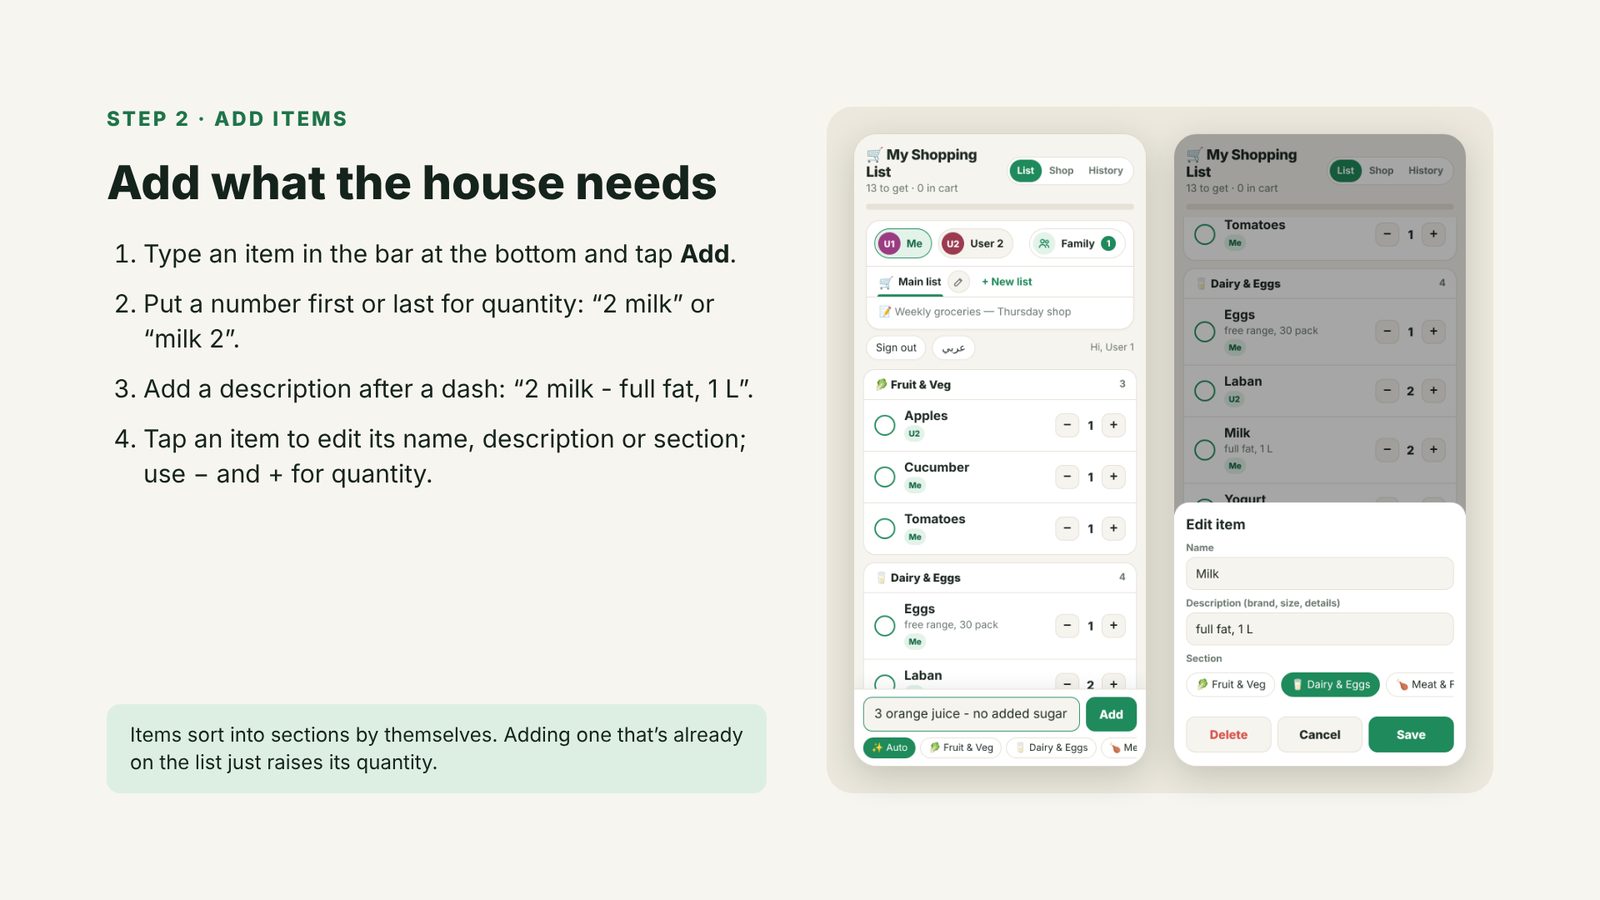 STEP 2 · ADD ITEMS
Add what the house needs
1. Type an item in the bar at the bottom and tap Add.
2. Put a number first or last for quantity: “2 milk” or
“milk 2”.
3. Add a description after a dash: “2 milk - full fat, 1 L”.
4. Tap an item to edit its name, description or section;
use − and + for quantity.
Items sort into sections by themselves. Adding one that’s already
on the list just raises its quantity.
🛒 My Shopping
List
13 to get · 0 in cart
List Shop History
U1 Me U2 User 2 Family 1
🛒 Main list + New list
📝 Weekly groceries — Thursday shop
Sign out عربي Hi, User 1
🥬 Fruit & Veg 3
Apples
U2
− 1 +
Cucumber
Me
− 1 +
Tomatoes
Me
− 1 +
🥛 Dairy & Eggs 4
Eggs
free range, 30 pack
Me
− 1 +
Laban
− 2 +
3 orange juice - no added sugar Add
✨ Auto 🥬 Fruit & Veg 🥛 Dairy & Eggs 🍗 Me
🛒 My Shopping
List
13 to get · 0 in cart
List Shop History
Tomatoes
Me
− 1 +
🥛 Dairy & Eggs 4
Eggs
free range, 30 pack
Me
− 1 +
Laban
U2
− 2 +
Milk
full fat, 1 L
Me
− 2 +
Yogurt
Edit item
Name
Milk
Description (brand, size, details)
full fat, 1 L
Section
🥬 Fruit & Veg 🥛 Dairy & Eggs 🍗 Meat & F
Delete Cancel Save